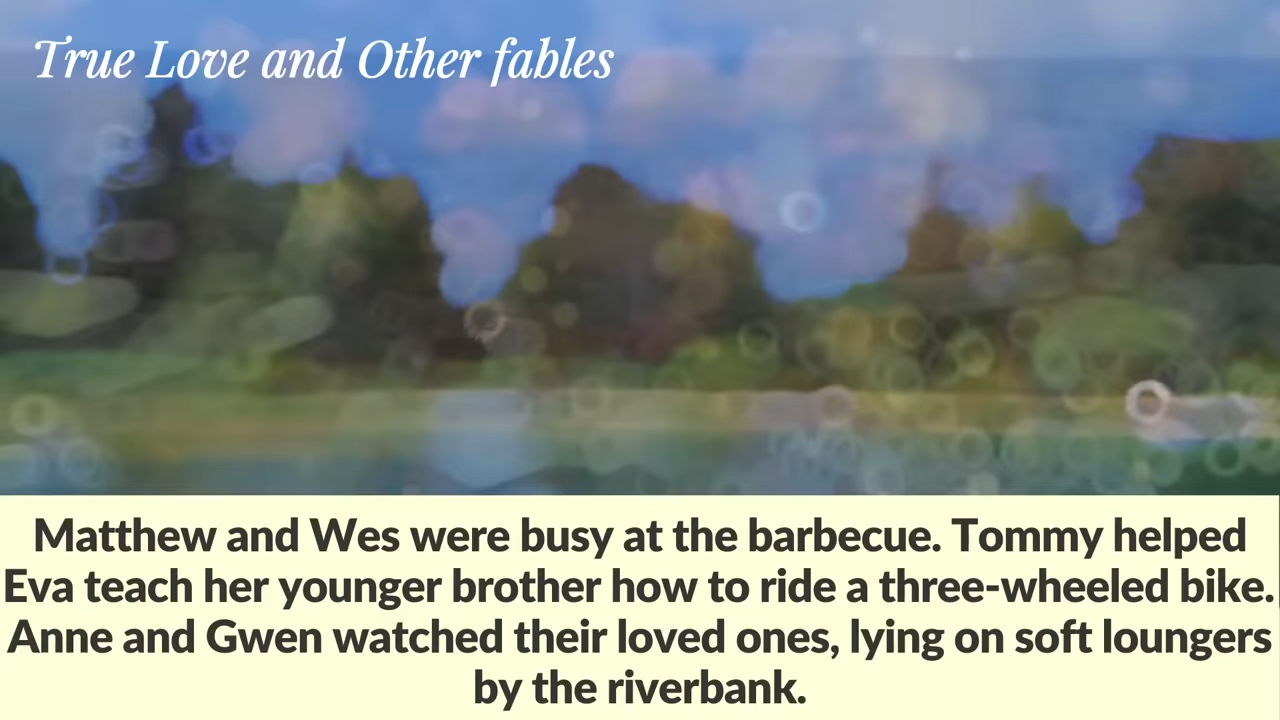 True Love and Other fables
Matthew and Wes were busy at the barbecue. Tommy helped
Eva teach her younger brother how to ride a three-wheeled bike.
Anne and Gwen watched their loved ones, lying on soft loungers
by the riverbank.